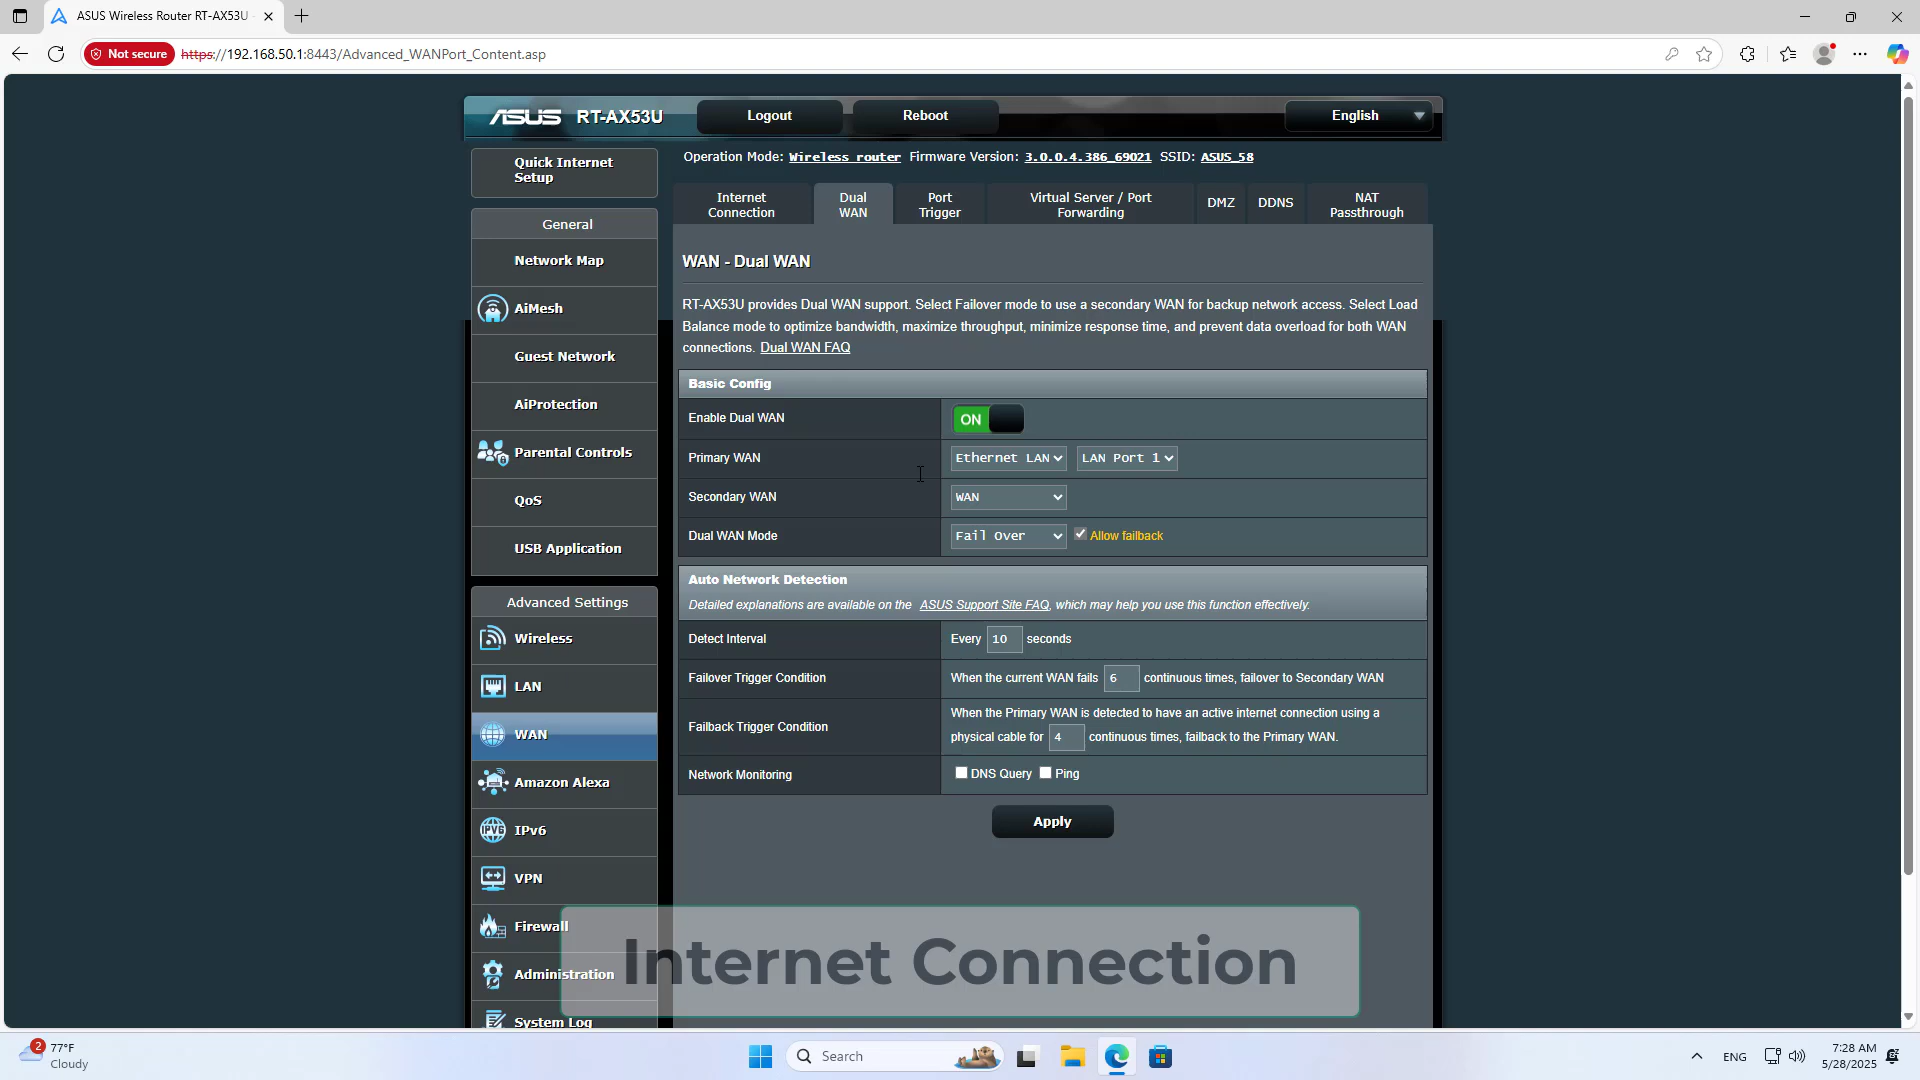 ASUS Wireless Router RT-AX53U
Not secure
https://192.168.50.1:8443/Advanced_WANPort_Content.asp
ASUS RT-AX53U
Logout
Reboot
English
Operation Mode: Wireless router Firmware Version: 3.0.0.4.386_69021 SSID: ASUS_58
Quick Internet
Setup
General
Network Map
AiMesh
Guest Network
AiProtection
Parental Controls
QoS
USB Application
Advanced Settings
Wireless
LAN
WAN
Amazon Alexa
IPv6
VPN
Firewall
Administration
System Log
Internet
Connection
Dual
WAN
Port
Trigger
Virtual Server / Port
Forwarding
DMZ
DDNS
NAT
Passthrough
WAN - Dual WAN
RT-AX53U provides Dual WAN support. Select Failover mode to use a secondary WAN for backup network access. Select Load
Balance mode to optimize bandwidth, maximize throughput, minimize response time, and prevent data overload for both WAN
connections. Dual WAN FAQ
Basic Config
Enable Dual WAN
ON
Primary WAN
Ethernet LAN
LAN Port 1
Secondary WAN
WAN
Dual WAN Mode
Fail Over
Allow failback
Auto Network Detection
Detailed explanations are available on the ASUS Support Site FAQ, which may help you use this function effectively.
Detect Interval
Every 10 seconds
Failover Trigger Condition
When the current WAN fails 6 continuous times, failover to Secondary WAN
Failback Trigger Condition
When the Primary WAN is detected to have an active internet connection using a
physical cable for 4 continuous times, failback to the Primary WAN.
Network Monitoring
DNS Query Ping
Apply
Internet Connection
2
77°F
Cloudy
Search
ENG
7:28 AM
5/28/2025